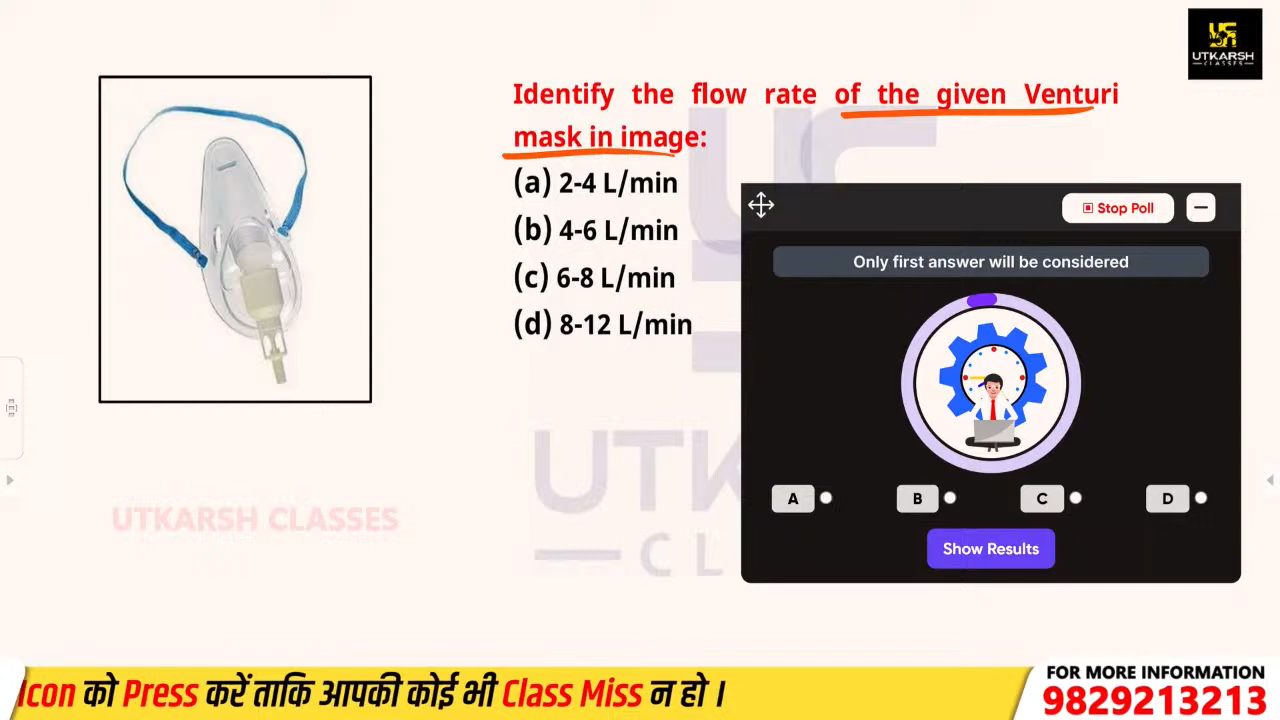 UTKARSH
CLASSES
Identify the flow rate of the given Venturi
mask in image:
(a) 2-4 L/min
(b) 4-6 L/min
(c) 6-8 L/min
(d) 8-12 L/min
Stop Poll
Only first answer will be considered
A B C D
Show Results
UTKARSH CLASSES
Icon को Press करें ताकि आपकी कोई भी Class Miss न हो ।
FOR MORE INFORMATION
9829213213